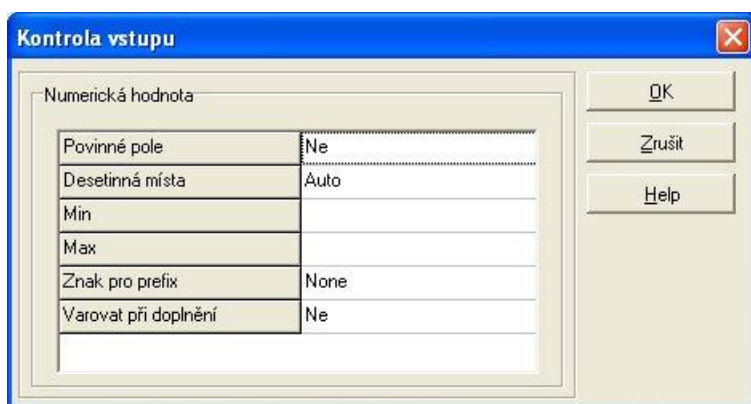 Kontrola vstupu
Numerická hodnota
OK
Povinné pole Ne
Zrušit
Desetinná místa Auto
Help
Min
Max
Znak pro prefix None
Varovat při doplnění Ne